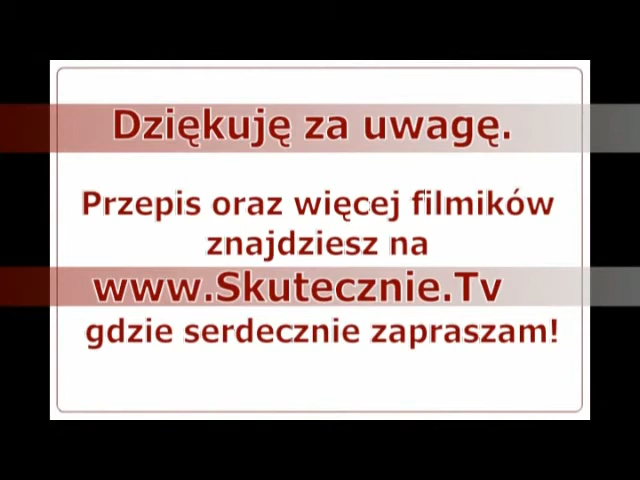 Dziękuję za uwagę.
Przepis oraz więcej filmików
znajdziesz na
www.Skutecznie.Tv
gdzie serdecznie zapraszam!